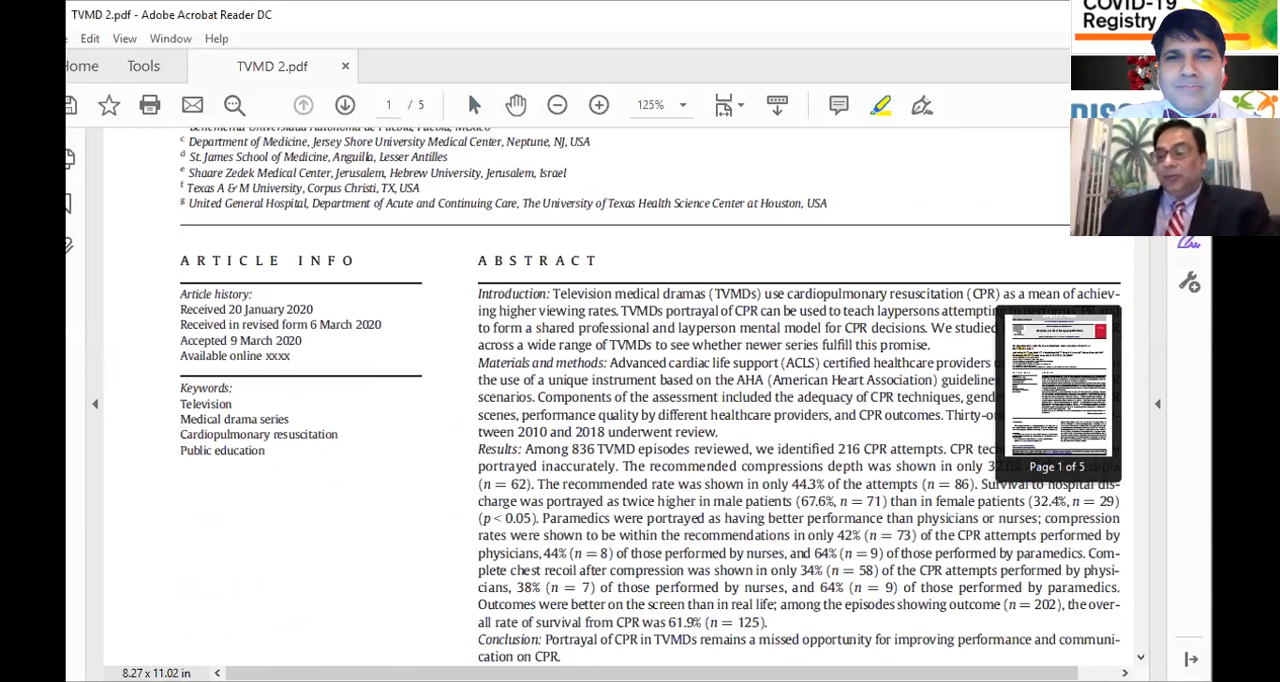 TVMD 2.pdf - Adobe Acrobat Reader DC
COVID-19
Registry
Edit View Window Help
Home Tools TVMD 2.pdf ×
1 / 5 125%
Benemérita Universidad Autónoma de Puebla, Puebla, México
c Department of Medicine, Jersey Shore University Medical Center, Neptune, NJ, USA
d St. James School of Medicine, Anguilla, Lesser Antilles
e Shaare Zedek Medical Center, Jerusalem, Hebrew University, Jerusalem, Israel
f Texas A & M University, Corpus Christi, TX, USA
g United General Hospital, Department of Acute and Continuing Care, The University of Texas Health Science Center at Houston, USA
ARTICLE INFO
Article history:
Received 20 January 2020
Received in revised form 6 March 2020
Accepted 9 March 2020
Available online xxxx
Keywords:
Television
Medical drama series
Cardiopulmonary resuscitation
Public education
ABSTRACT
Introduction: Television medical dramas (TVMDs) use cardiopulmonary resuscitation (CPR) as a mean of achiev-
ing higher viewing rates. TVMDs portrayal of CPR can be used to teach laypersons attempting to perform CPR and
to form a shared professional and layperson mental model for CPR decisions. We studied
across a wide range of TVMDs to see whether newer series fulfill this promise.
Materials and methods: Advanced cardiac life support (ACLS) certified healthcare providers
the use of a unique instrument based on the AHA (American Heart Association) guideline
scenarios. Components of the assessment included the adequacy of CPR techniques, gend
scenes, performance quality by different healthcare providers, and CPR outcomes. Thirty-on
tween 2010 and 2018 underwent review.
Results: Among 836 TVMD episodes reviewed, we identified 216 CPR attempts. CPR tec
portrayed inaccurately. The recommended compressions depth was shown in only
(n = 62). The recommended rate was shown in only 44.3% of the attempts (n = 86). Survival to hospital dis-
charge was portrayed as twice higher in male patients (67.6%, n = 71) than in female patients (32.4%, n = 29)
(p < 0.05). Paramedics were portrayed as having better performance than physicians or nurses; compression
rates were shown to be within the recommendations in only 42% (n = 73) of the CPR attempts performed by
physicians, 44% (n = 8) of those performed by nurses, and 64% (n = 9) of those performed by paramedics. Com-
plete chest recoil after compression was shown in only 34% (n = 58) of the CPR attempts performed by physi-
cians, 38% (n = 7) of those performed by nurses, and 64% (n = 9) of those performed by paramedics.
Outcomes were better on the screen than in real life; among the episodes showing outcome (n = 202), the over-
all rate of survival from CPR was 61.9% (n = 125).
Conclusion: Portrayal of CPR in TVMDs remains a missed opportunity for improving performance and communi-
cation on CPR.
Page 1 of 5
8.27 x 11.02 in